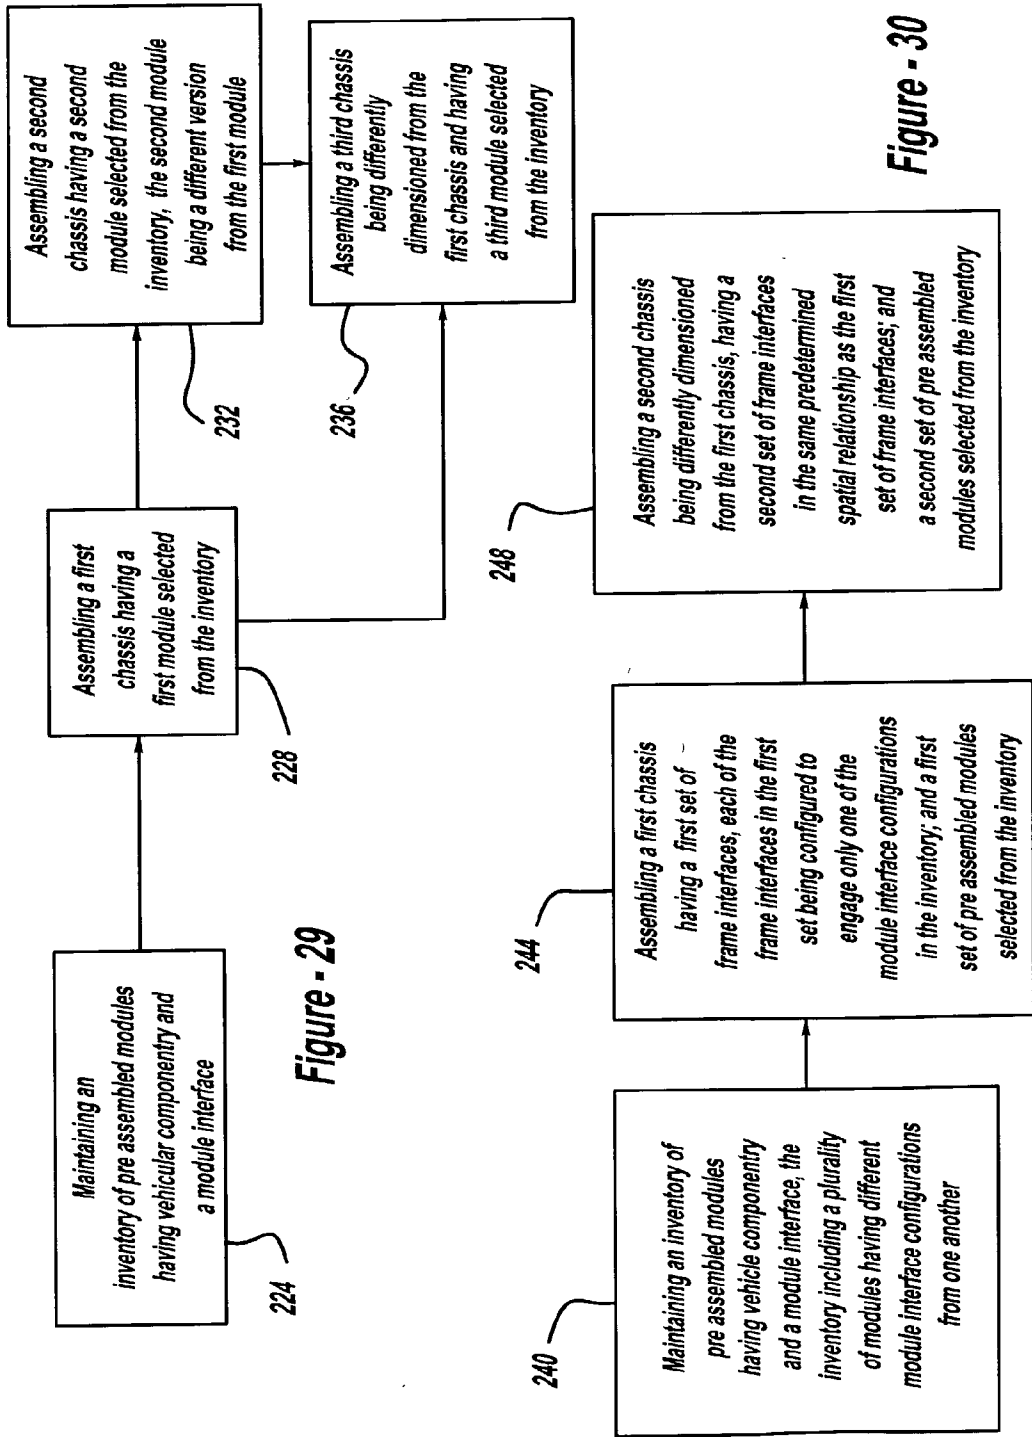 Maintaining an
inventory of pre assembled modules
having vehicular componentry and
a module interface
224
Assembling a first
chassis having a
first module selected
from the inventory
228
Assembling a second
chassis having a second
module selected from the
inventory, the second module
being a different version
from the first module
232
Assembling a third chassis
being differently
dimensioned from the
first chassis and having
a third module selected
from the inventory
236
Figure - 29
Maintaining an inventory of
pre assembled modules
having vehicle componentry
and a module interface, the
inventory including a plurality
of modules having different
module interface configurations
from one another
240
Assembling a first chassis
having a first set of
frame interfaces, each of the
frame interfaces in the first
set being configured to
engage only one of the
module interface configurations
in the inventory; and a first
set of pre assembled modules
selected from the inventory
244
Assembling a second chassis
being differently dimensioned
from the first chassis, having a
second set of frame interfaces
in the same predetermined
spatial relationship as the first
set of frame interfaces; and
a second set of pre assembled
modules selected from the inventory
248
Figure - 30